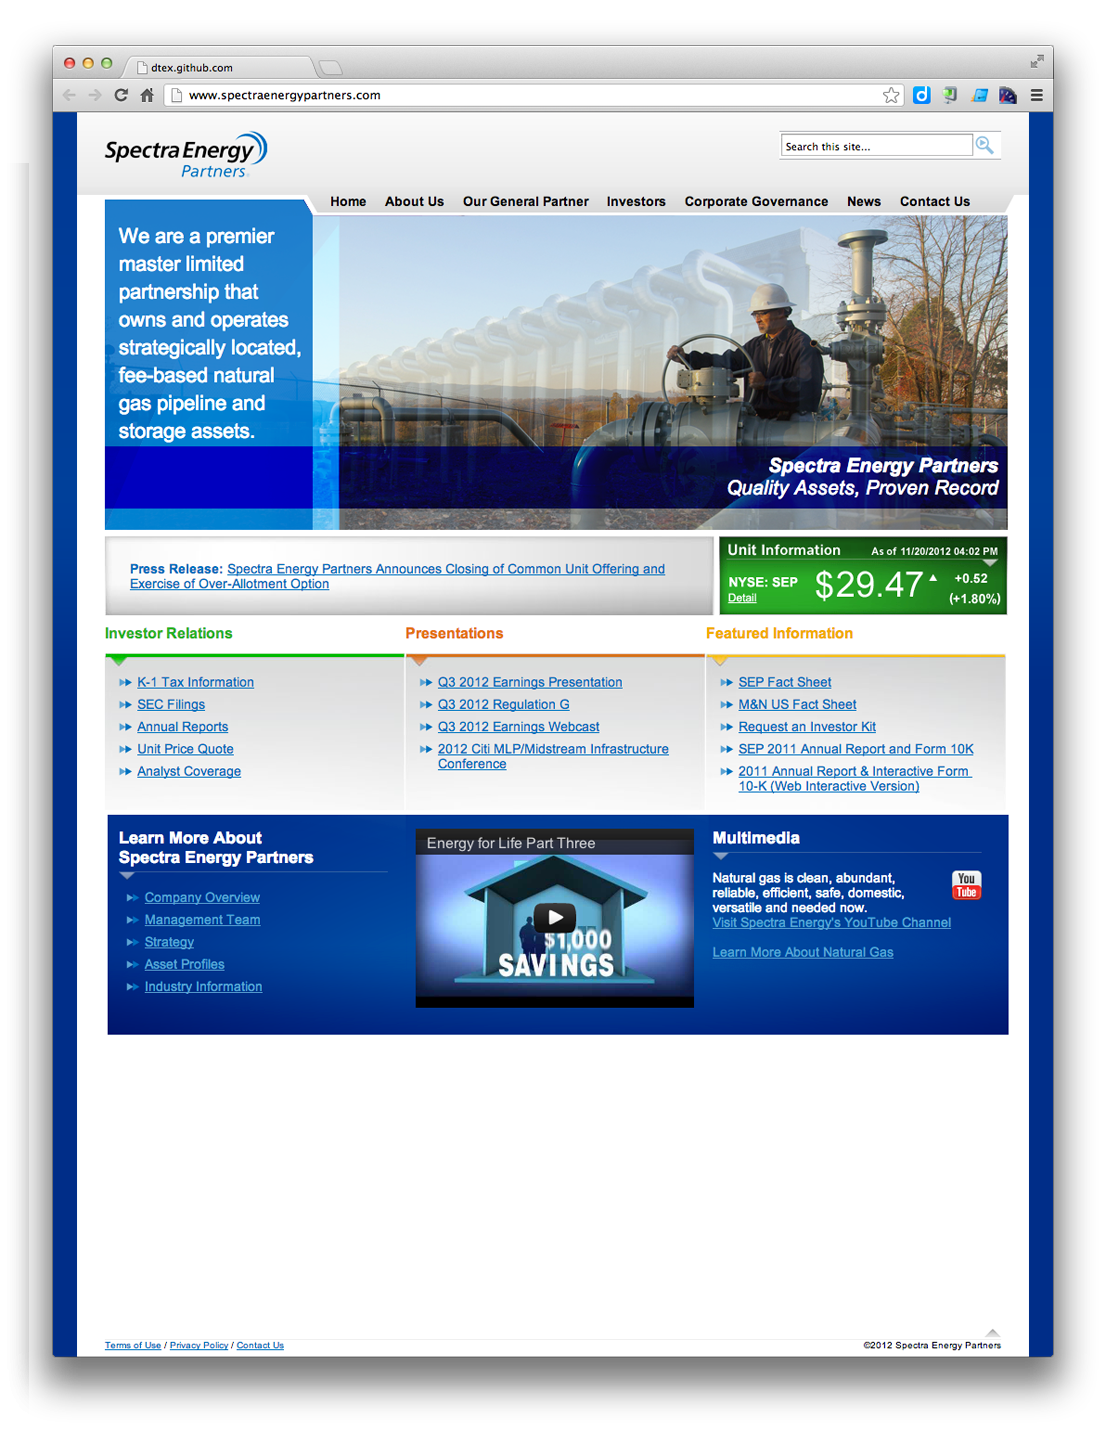 dtex.github.com
www.spectraenergypartners.com
Spectra Energy
Partners
Search this site...
Home About Us Our General Partner Investors Corporate Governance News Contact Us
We are a premier
master limited
partnership that
owns and operates
strategically located,
fee-based natural
gas pipeline and
storage assets.
Spectra Energy Partners
Quality Assets, Proven Record
Press Release: Spectra Energy Partners Announces Closing of Common Unit Offering and
Exercise of Over-Allotment Option
Unit Information As of 11/20/2012 04:02 PM
NYSE: SEP $29.47 +0.52
Detail (+1.80%)
Investor Relations
K-1 Tax Information
SEC Filings
Annual Reports
Unit Price Quote
Analyst Coverage
Presentations
Q3 2012 Earnings Presentation
Q3 2012 Regulation G
Q3 2012 Earnings Webcast
2012 Citi MLP/Midstream Infrastructure
Conference
Featured Information
SEP Fact Sheet
M&N US Fact Sheet
Request an Investor Kit
SEP 2011 Annual Report and Form 10K
2011 Annual Report & Interactive Form
10-K (Web Interactive Version)
Learn More About
Spectra Energy Partners
Company Overview
Management Team
Strategy
Asset Profiles
Industry Information
Energy for Life Part Three
$1,000
SAVINGS
Multimedia
Natural gas is clean, abundant,
reliable, efficient, safe, domestic,
versatile and needed now.
Visit Spectra Energy's YouTube Channel
Learn More About Natural Gas
You
Tube
Terms of Use / Privacy Policy / Contact Us
©2012 Spectra Energy Partners